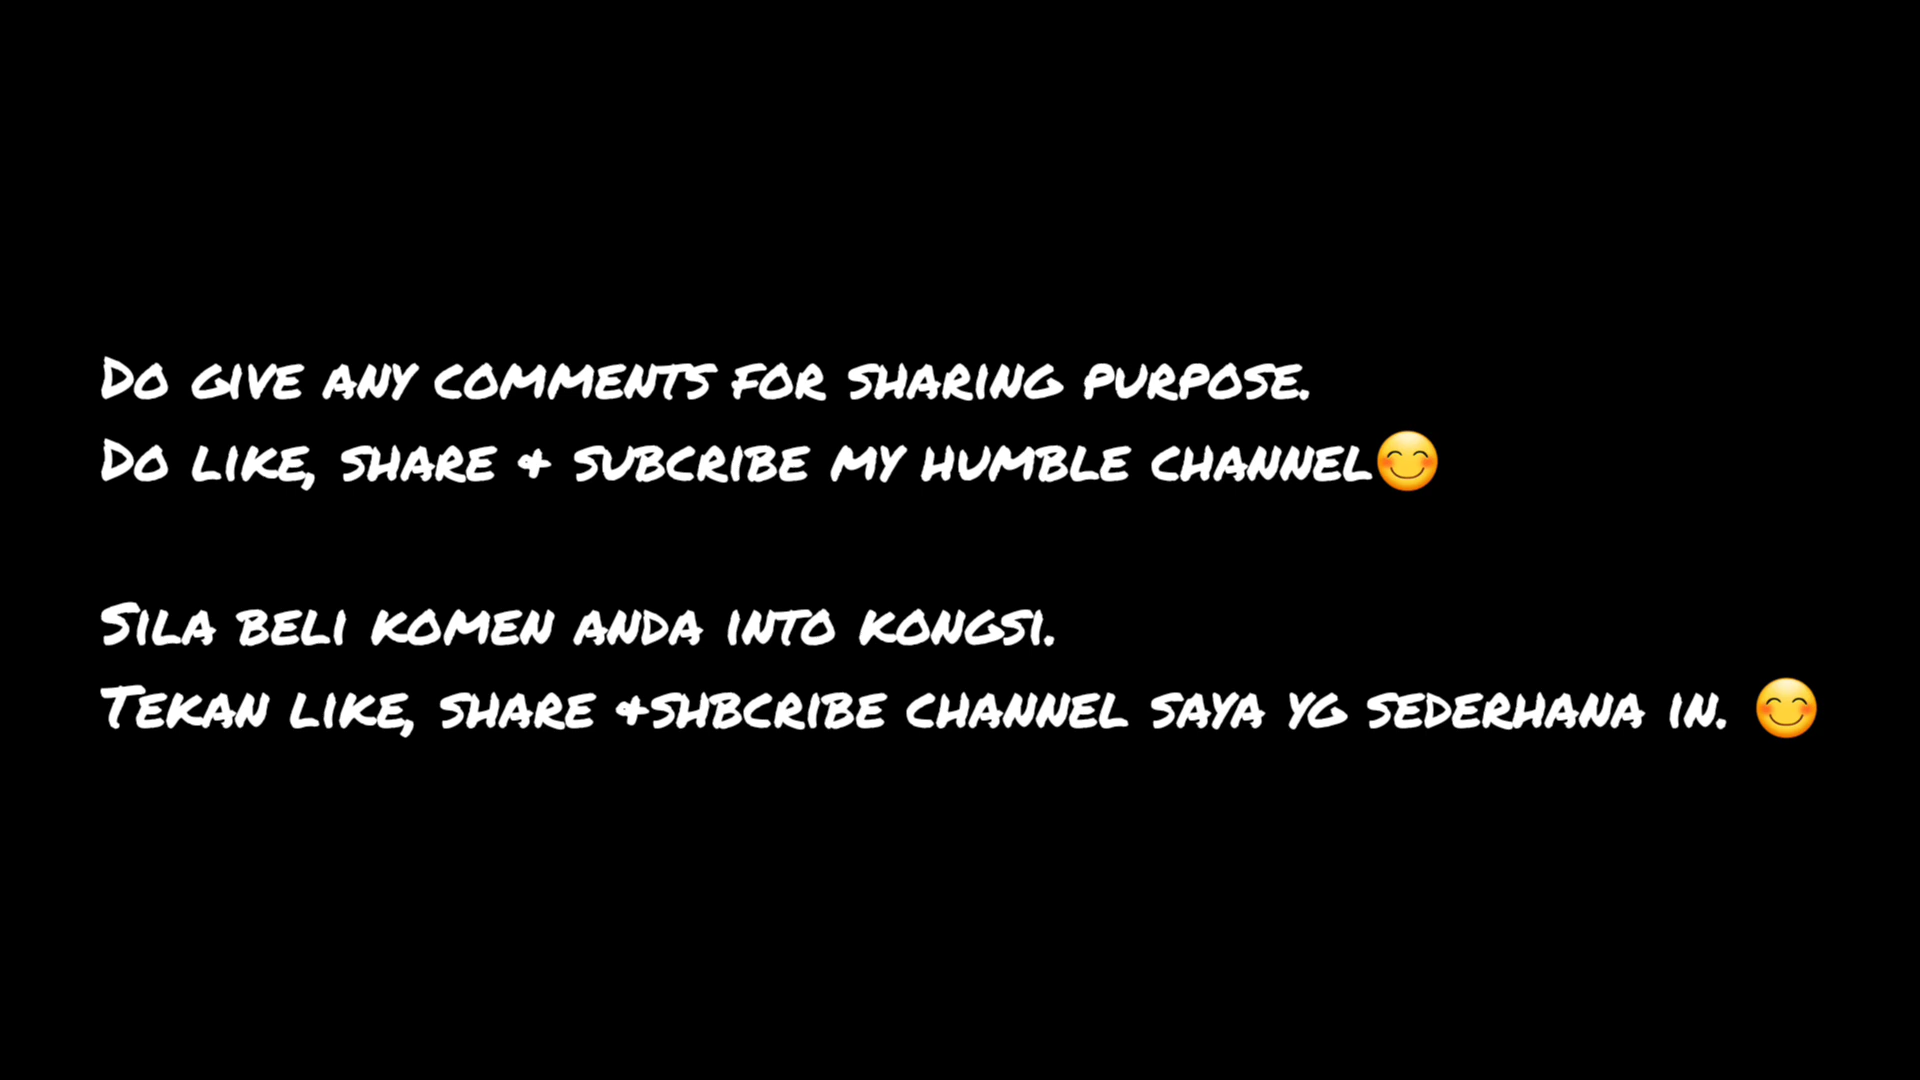 Do give any comments for sharing purpose.
Do like, share & subcribe my humble channel😊
Sila beli komen anda into kongsi.
Tekan like, share &shbcribe channel saya yg sederhana in. 😊